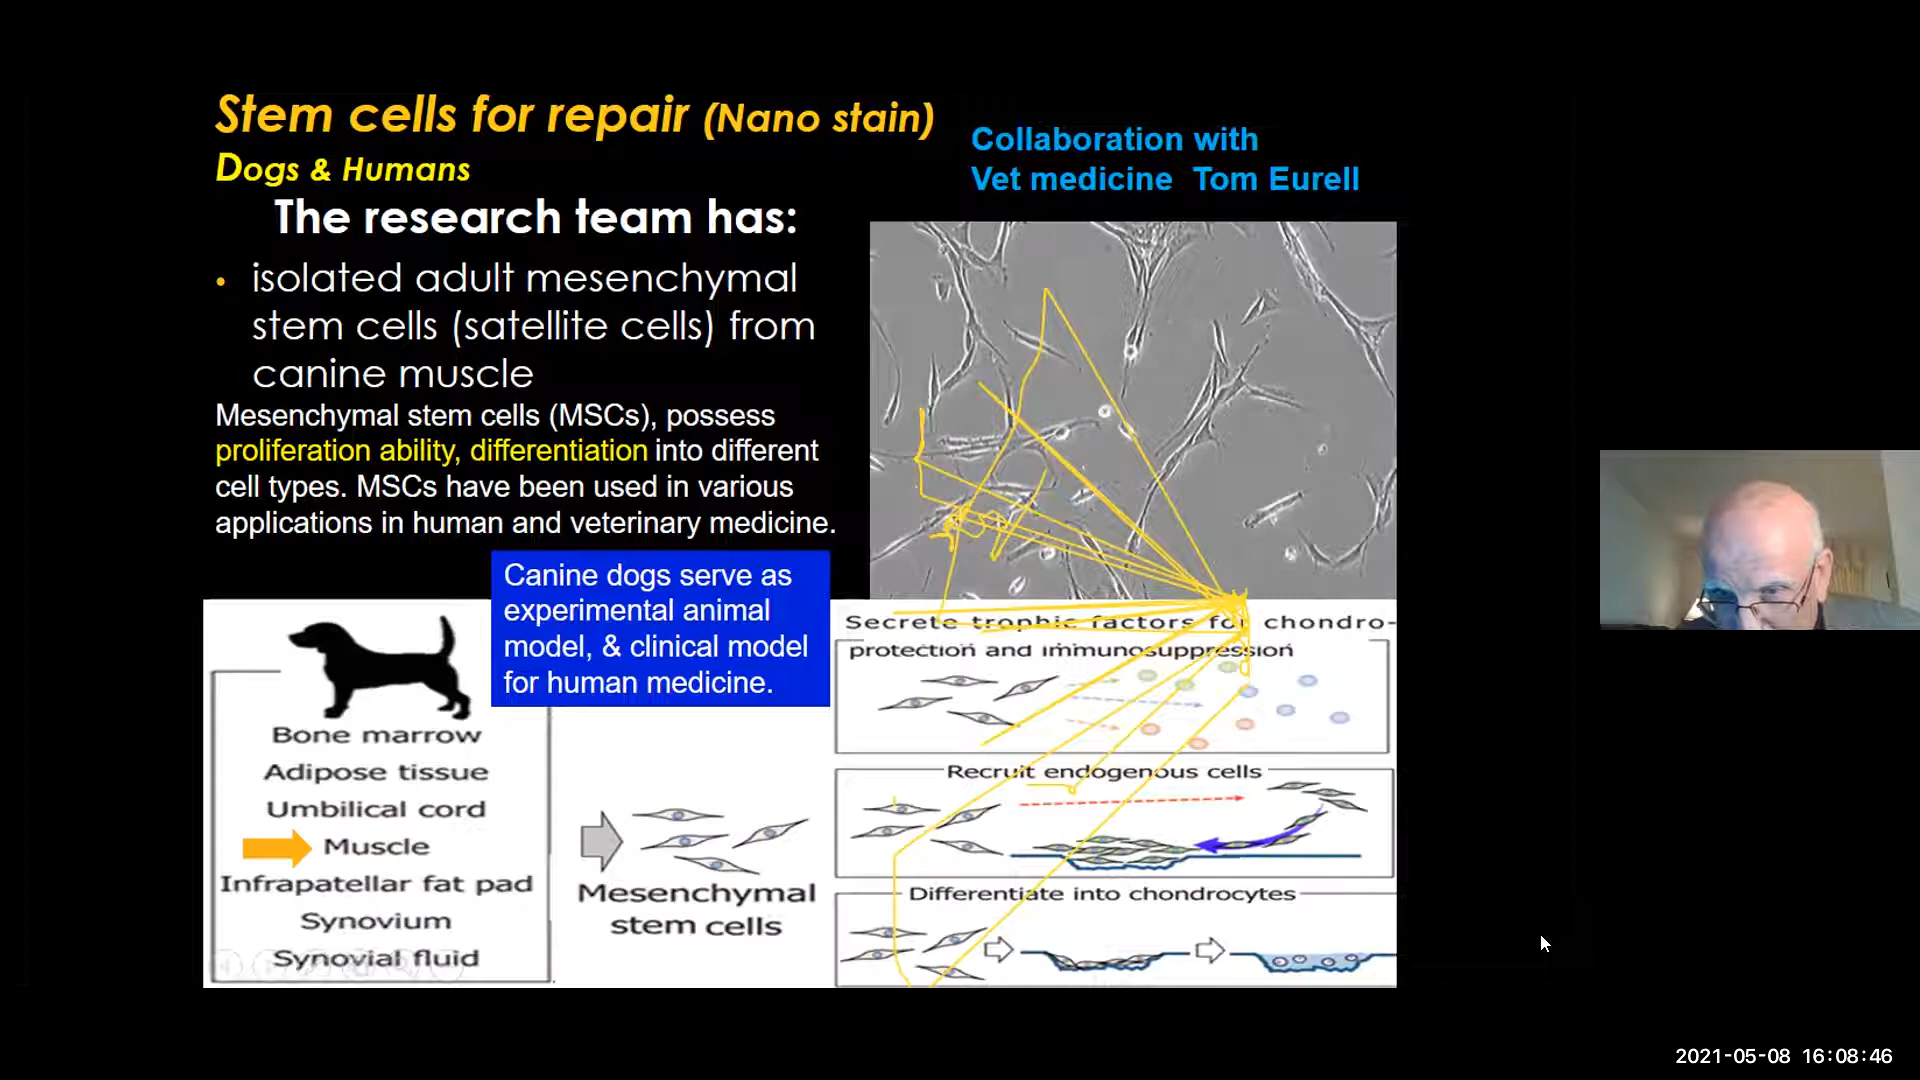 Stem cells for repair (Nano stain)
Dogs & Humans
Collaboration with
Vet medicine Tom Eurell
The research team has:
• isolated adult mesenchymal
stem cells (satellite cells) from
canine muscle
Mesenchymal stem cells (MSCs), possess
proliferation ability, differentiation into different
cell types. MSCs have been used in various
applications in human and veterinary medicine.
Canine dogs serve as
experimental animal
model, & clinical model
for human medicine.
Bone marrow
Adipose tissue
Umbilical cord
Muscle
Infrapatellar fat pad
Synovium
Synovial fluid
Mesenchymal
stem cells
Secrete trophic factors for chondro-
protection and immunosuppression
Recruit endogenous cells
Differentiate into chondrocytes
2021-05-08 16:08:46